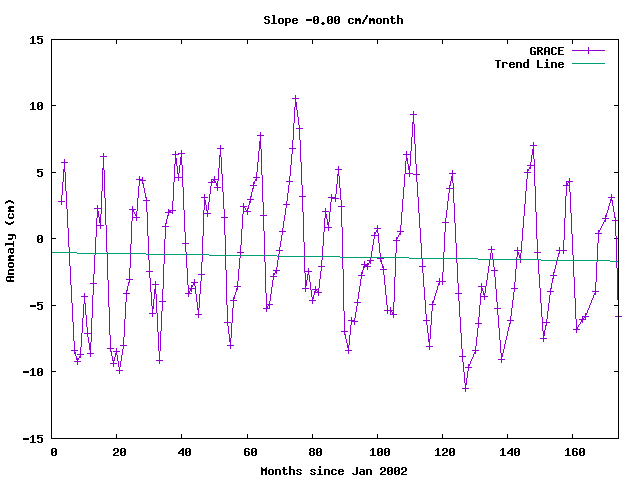 Slope -0.00 cm/month
15
10
5
0
-5
-10
-15
Anomaly (cm)
GRACE
Trend Line
0 20 40 60 80 100 120 140 160
Months since Jan 2002